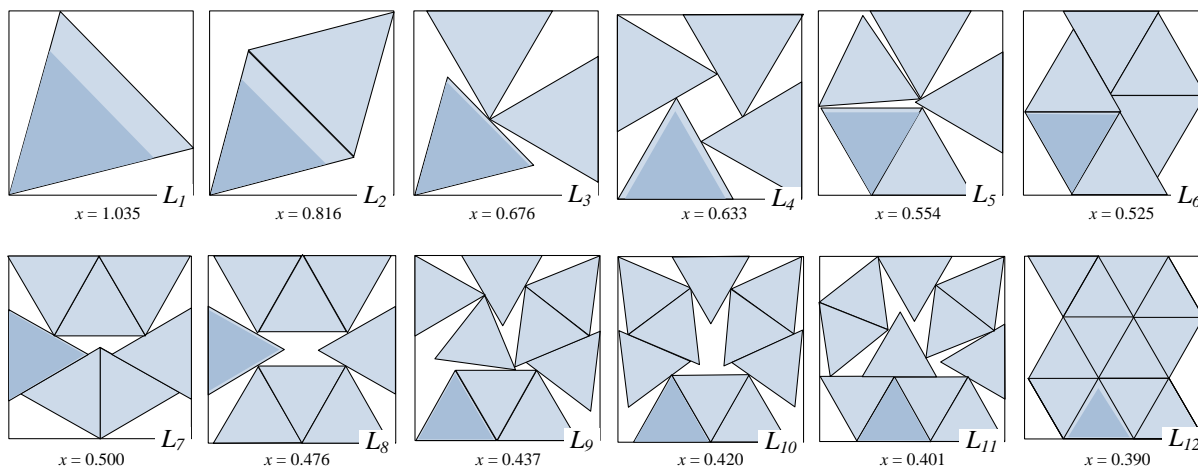 L1 L2 L3 L4 L5 L6
x = 1.035 x = 0.816 x = 0.676 x = 0.633 x = 0.554 x = 0.525
L7 L8 L9 L10 L11 L12
x = 0.500 x = 0.476 x = 0.437 x = 0.420 x = 0.401 x = 0.390